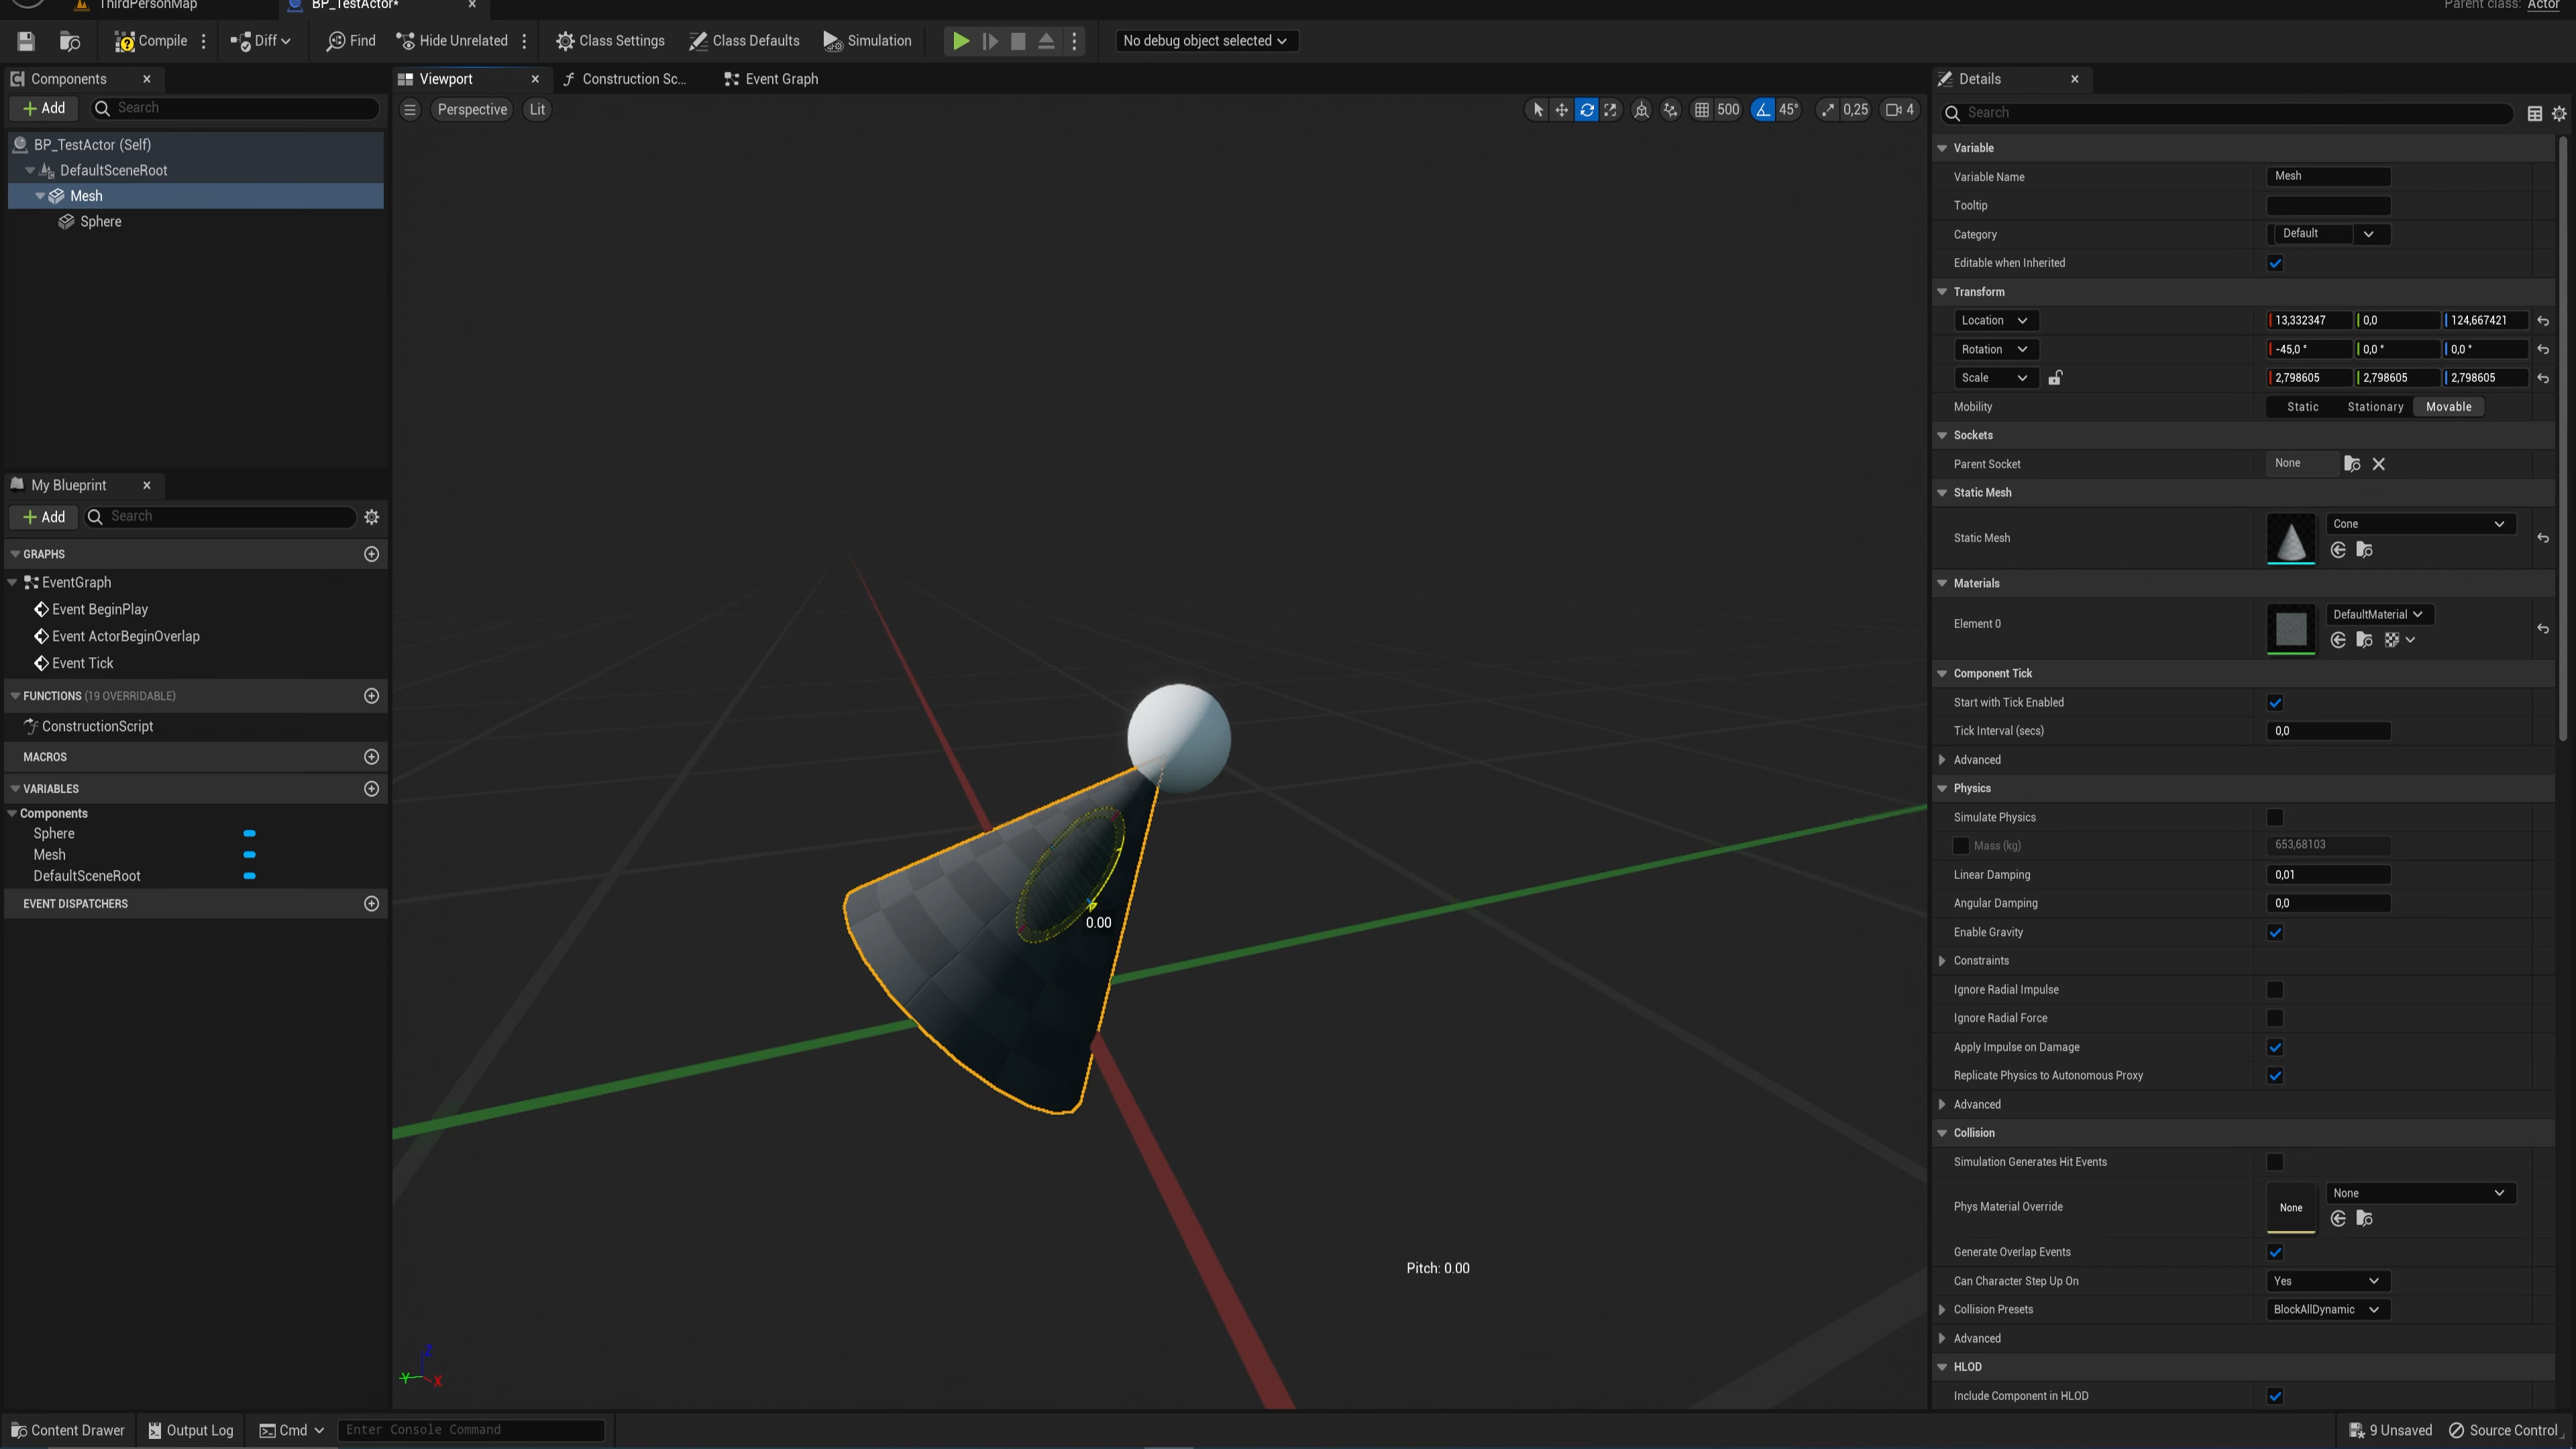 ThirdPersonMap
BP_TestActor*
Parent class: Actor
Compile
Diff
Find
Hide Unrelated
Class Settings
Class Defaults
Simulation
No debug object selected
Components
Add
Search
BP_TestActor (Self)
DefaultSceneRoot
Mesh
Sphere
My Blueprint
Add
Search
GRAPHS
EventGraph
Event BeginPlay
Event ActorBeginOverlap
Event Tick
FUNCTIONS (19 OVERRIDABLE)
ConstructionScript
MACROS
VARIABLES
Components
Sphere
Mesh
DefaultSceneRoot
EVENT DISPATCHERS
Viewport
Construction Sc...
Event Graph
Perspective
Lit
500
45°
0,25
4
0.00
Pitch: 0.00
Z
Y
X
Details
Search
Variable
Variable Name
Mesh
Tooltip
Category
Default
Editable when Inherited
Transform
Location
13,332347
0,0
124,667421
Rotation
-45,0 °
0,0 °
0,0 °
Scale
2,798605
2,798605
2,798605
Mobility
Static
Stationary
Movable
Sockets
Parent Socket
None
Static Mesh
Static Mesh
Cone
Materials
Element 0
DefaultMaterial
Component Tick
Start with Tick Enabled
Tick Interval (secs)
0,0
Advanced
Physics
Simulate Physics
Mass (kg)
653,68103
Linear Damping
0,01
Angular Damping
0,0
Enable Gravity
Constraints
Ignore Radial Impulse
Ignore Radial Force
Apply Impulse on Damage
Replicate Physics to Autonomous Proxy
Advanced
Collision
Simulation Generates Hit Events
Phys Material Override
None
None
Generate Overlap Events
Can Character Step Up On
Yes
Collision Presets
BlockAllDynamic
Advanced
HLOD
Include Component in HLOD
Content Drawer
Output Log
Cmd
Enter Console Command
9 Unsaved
Source Control